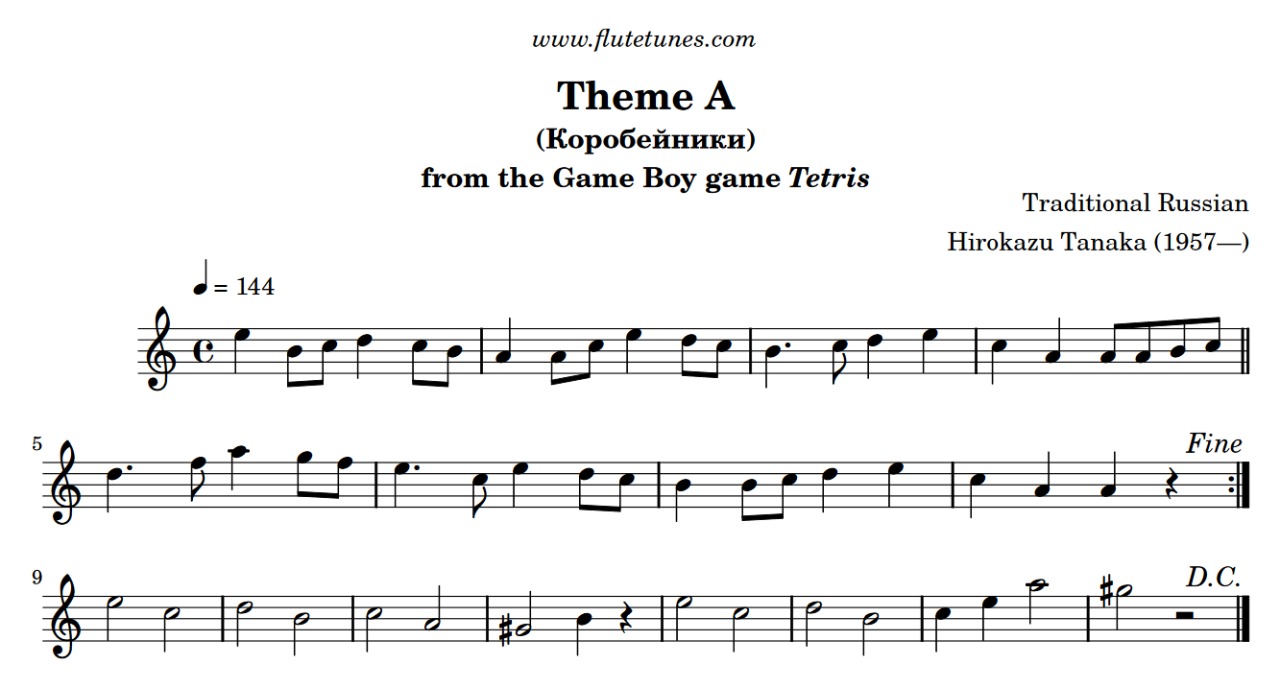 www.flutetunes.com
Theme A
(Коробейники)
from the Game Boy game Tetris
Traditional Russian
Hirokazu Tanaka (1957—)
= 144
5
Fine
9
D.C.